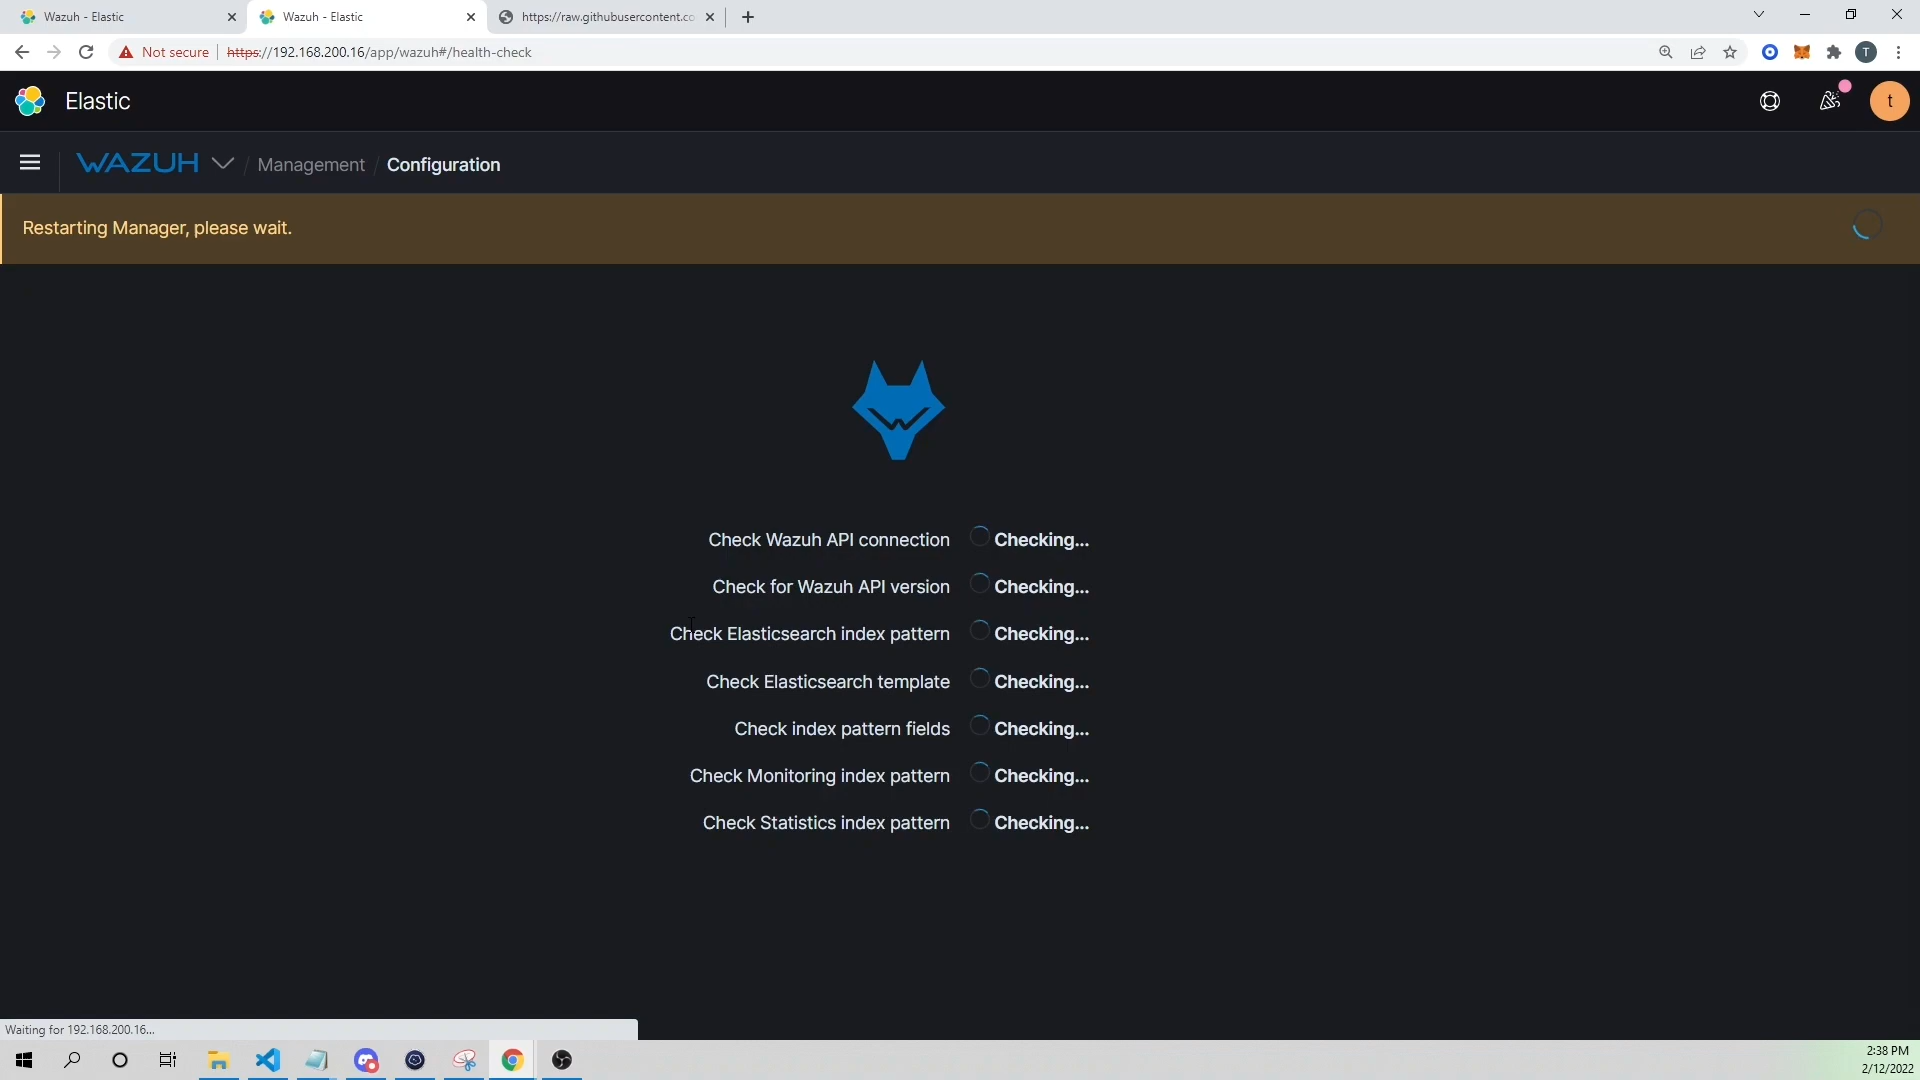 Wazuh - Elastic
Wazuh - Elastic
https://raw.githubusercontent.co
Not secure
https://192.168.200.16/app/wazuh#/health-check
T
Elastic
t
WAZUH / Management / Configuration
Restarting Manager, please wait.
Check Wazuh API connection Checking...
Check for Wazuh API version Checking...
Check Elasticsearch index pattern Checking...
Check Elasticsearch template Checking...
Check index pattern fields Checking...
Check Monitoring index pattern Checking...
Check Statistics index pattern Checking...
Waiting for 192.168.200.16...
2:38 PM
2/12/2022